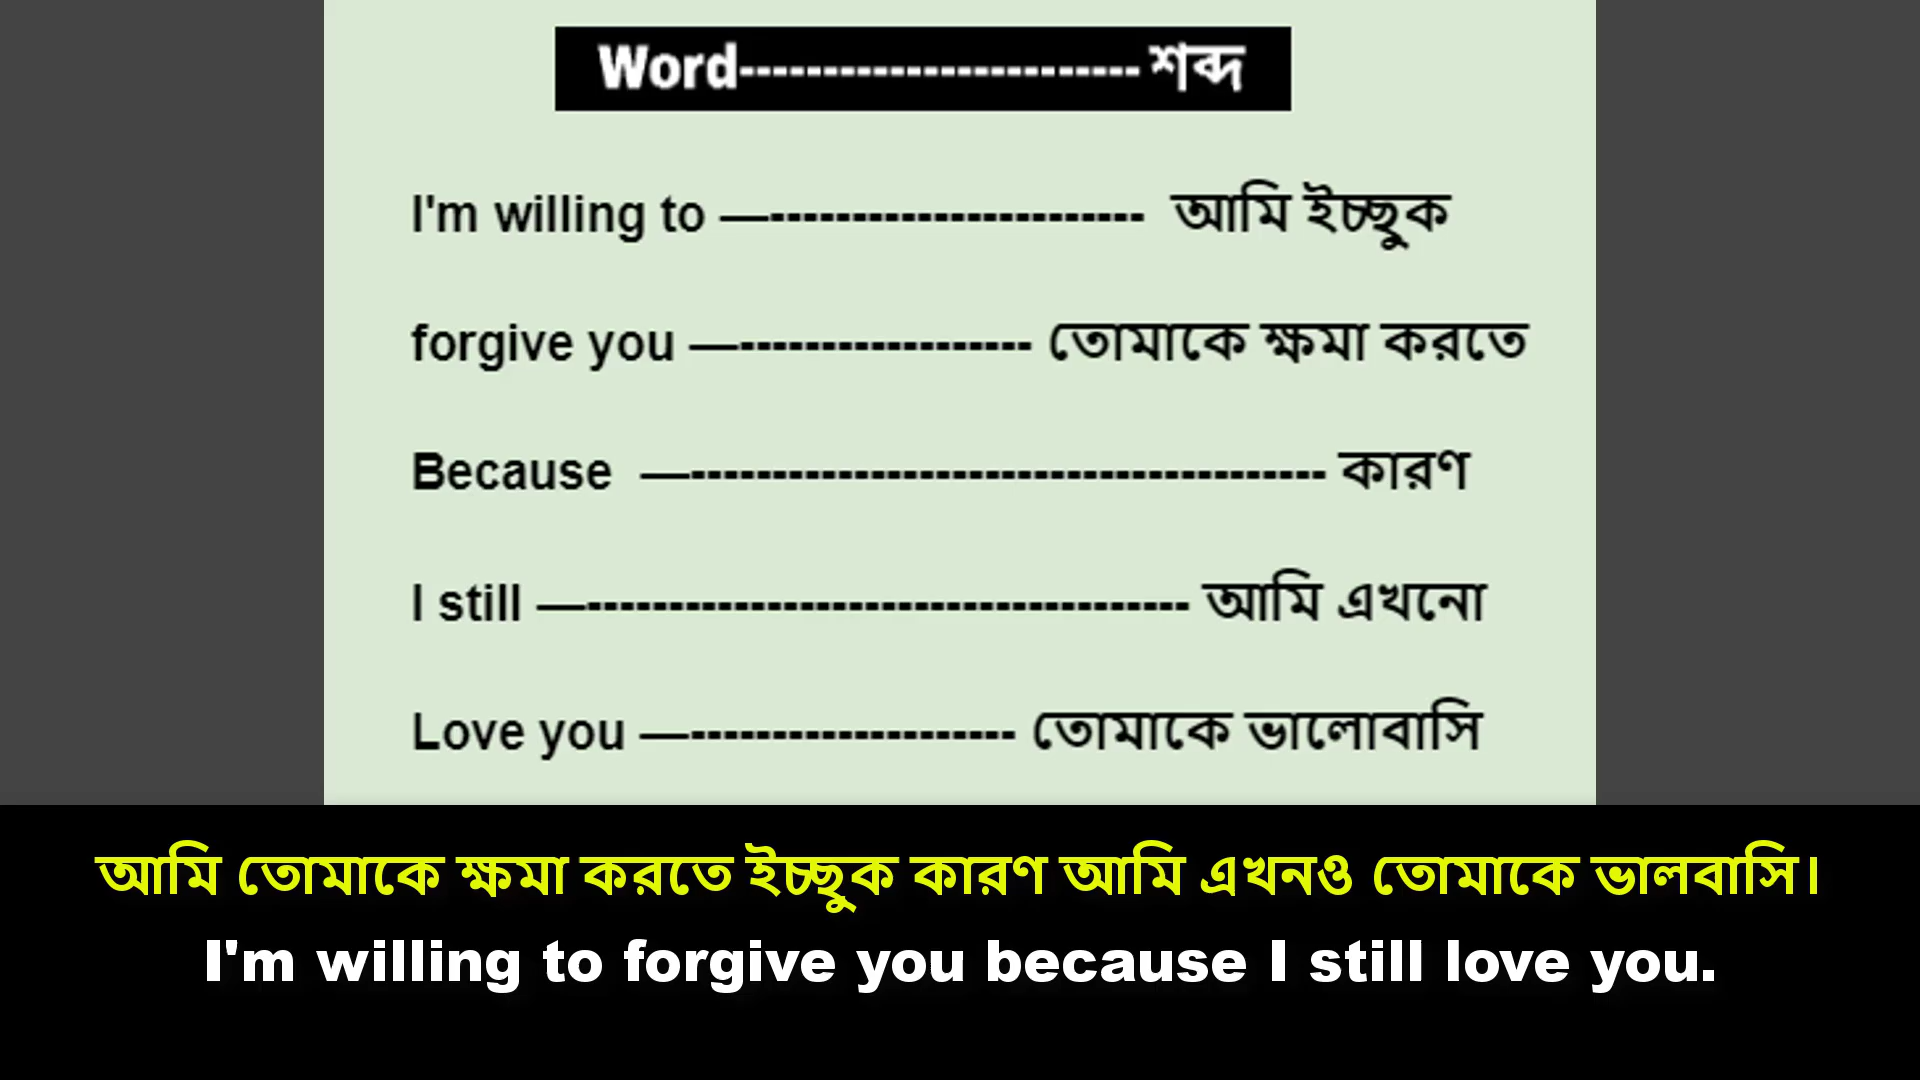 Word------------------------শব্দ
I'm willing to —----------------------- আমি ইচ্ছুক
forgive you —------------------ তোমাকে ক্ষমা করতে
Because —--------------------------------------- কারণ
I still —------------------------------------- আমি এখনো
Love you —-------------------- তোমাকে ভালোবাসি
আমি তোমাকে ক্ষমা করতে ইচ্ছুক কারণ আমি এখনও তোমাকে ভালবাসি।
I'm willing to forgive you because I still love you.